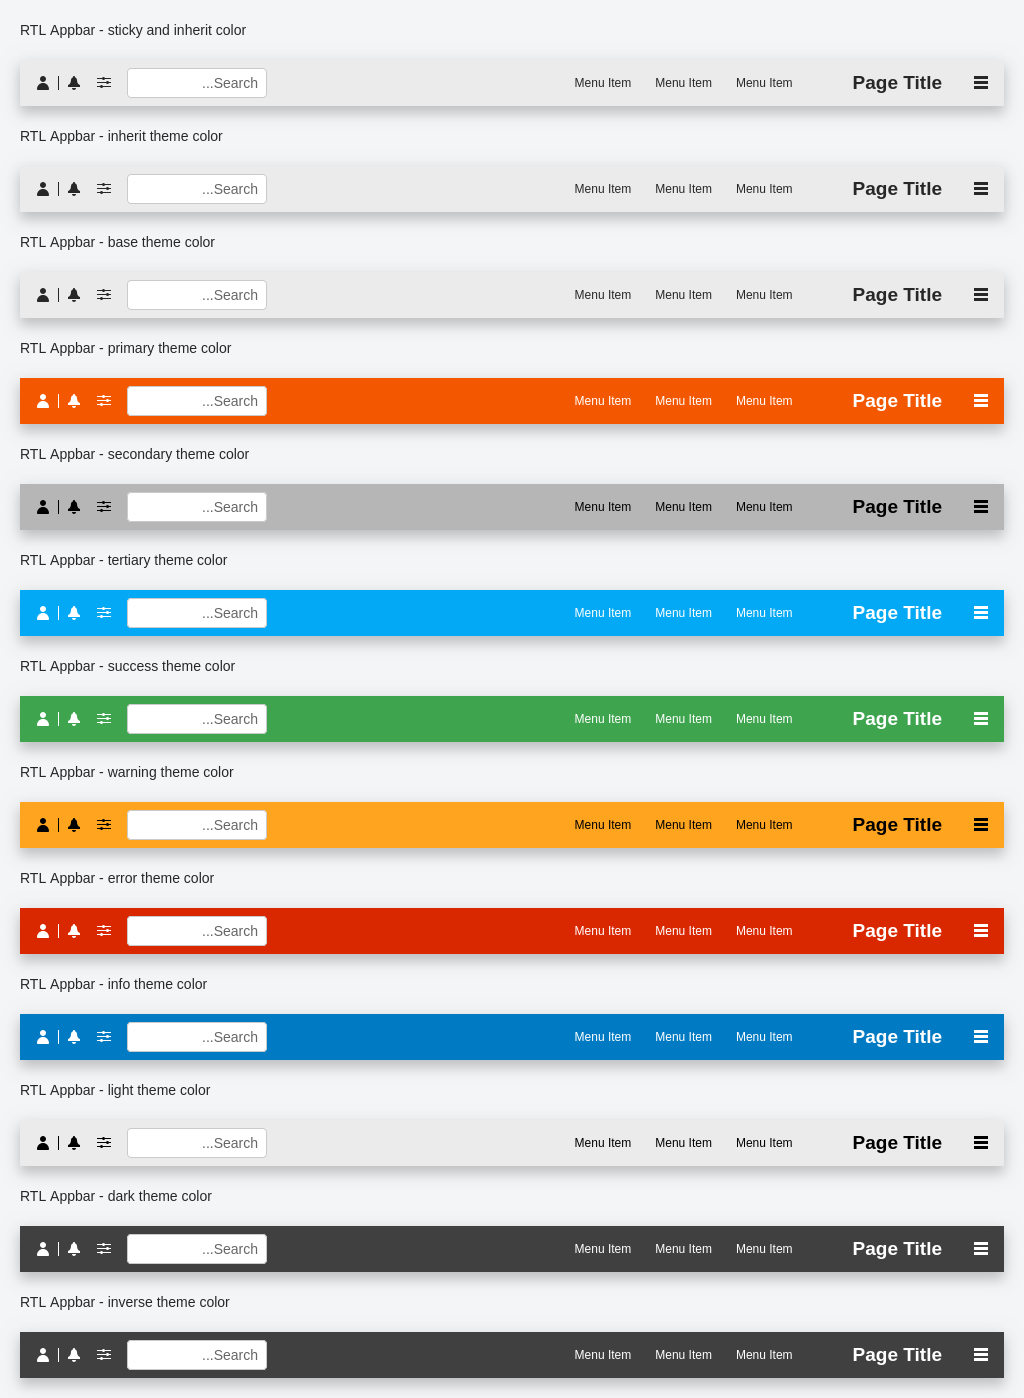 RTL Appbar - sticky and inherit color
...Search Menu Item Menu Item Menu Item Page Title
RTL Appbar - inherit theme color
...Search Menu Item Menu Item Menu Item Page Title
RTL Appbar - base theme color
...Search Menu Item Menu Item Menu Item Page Title
RTL Appbar - primary theme color
...Search Menu Item Menu Item Menu Item Page Title
RTL Appbar - secondary theme color
...Search Menu Item Menu Item Menu Item Page Title
RTL Appbar - tertiary theme color
...Search Menu Item Menu Item Menu Item Page Title
RTL Appbar - success theme color
...Search Menu Item Menu Item Menu Item Page Title
RTL Appbar - warning theme color
...Search Menu Item Menu Item Menu Item Page Title
RTL Appbar - error theme color
...Search Menu Item Menu Item Menu Item Page Title
RTL Appbar - info theme color
...Search Menu Item Menu Item Menu Item Page Title
RTL Appbar - light theme color
...Search Menu Item Menu Item Menu Item Page Title
RTL Appbar - dark theme color
...Search Menu Item Menu Item Menu Item Page Title
RTL Appbar - inverse theme color
...Search Menu Item Menu Item Menu Item Page Title